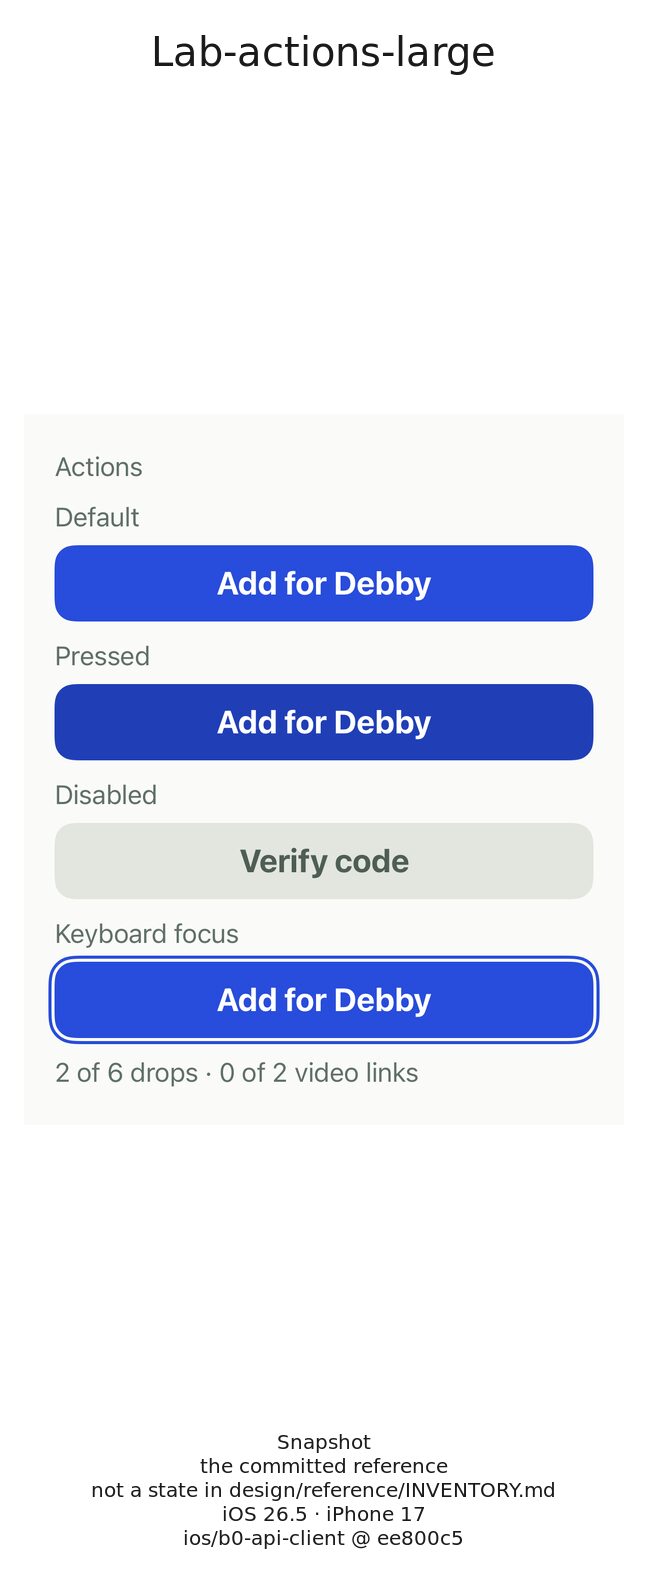 Lab-actions-large
Actions
Default
Add for Debby
Pressed
Add for Debby
Disabled
Verify code
Keyboard focus
Add for Debby
2 of 6 drops · 0 of 2 video links
Snapshot
the committed reference
not a state in design/reference/INVENTORY.md
iOS 26.5 · iPhone 17
ios/b0-api-client @ ee800c5